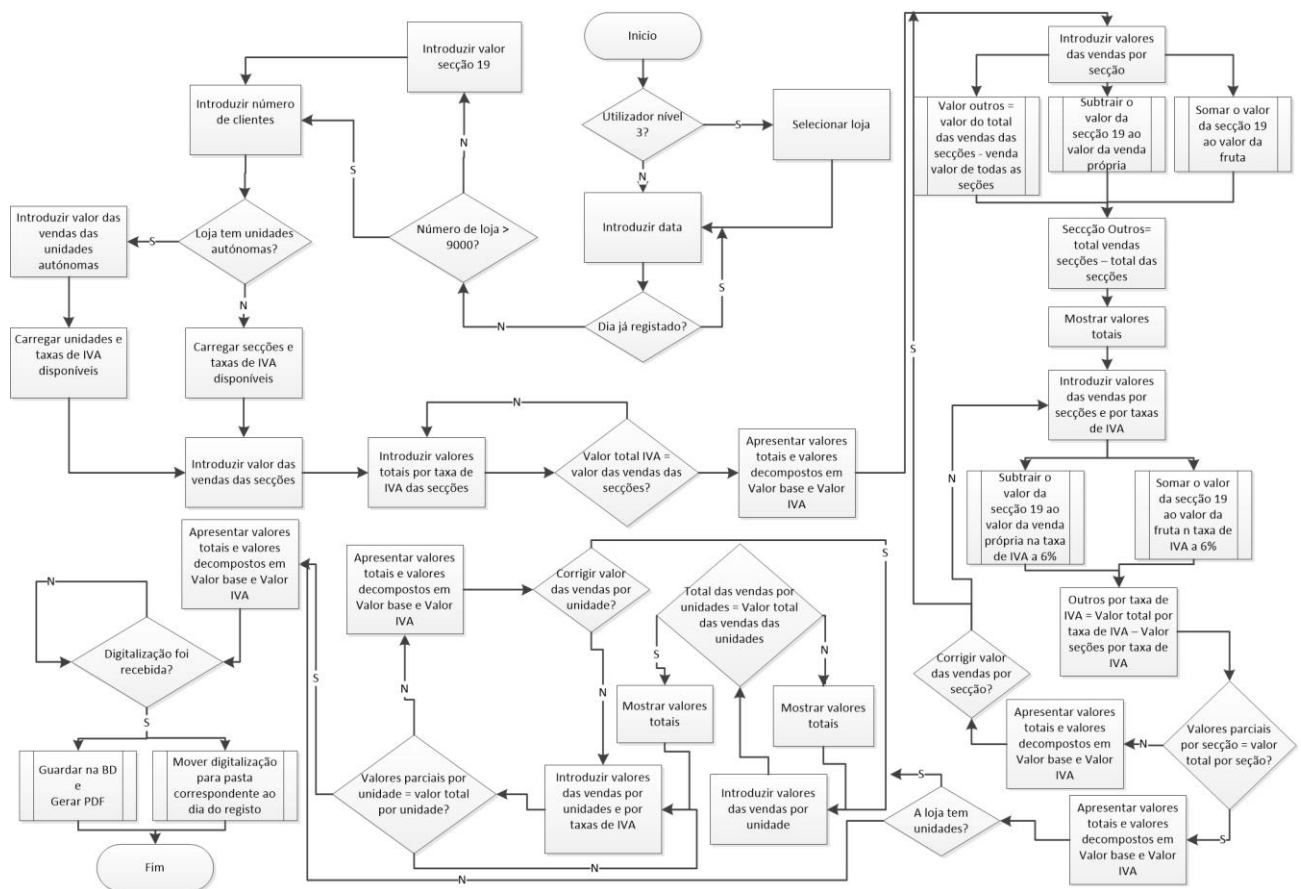 Inicio
Utilizador nível
3?
S
Selecionar loja
N
Introduzir data
Dia já registado?
S
N
Número de loja >
9000?
S
N
Introduzir valor
secção 19
Introduzir número
de clientes
Loja tem unidades
autónomas?
S
Introduzir valor das
vendas das
unidades
autónomas
N
Carregar unidades e
taxas de IVA
disponíveis
Carregar secções e
taxas de IVA
disponíveis
Introduzir valor das
vendas das secções
Introduzir valores
totais por taxa de
IVA das secções
N
Valor total IVA =
valor das vendas das
secções?
Apresentar valores
totais e valores
decompostos em
Valor base e Valor
IVA
S
Introduzir valores
das vendas por
secção
Valor outros =
valor do total
das vendas das
secções - venda
valor de todas as
seções
Subtrair o
valor da
secção 19 ao
valor da venda
própria
Somar o valor
da secção 19
ao valor da
fruta
Seccção Outros=
total vendas
secções – total das
secções
Mostrar valores
totais
Introduzir valores
das vendas por
secções e por taxas
de IVA
N
Subtrair o
valor da
secção 19 ao
valor da venda
própria na taxa
de IVA a 6%
Somar o valor
da secção 19
ao valor da
fruta n taxa de
IVA a 6%
Outros por taxa de
IVA = Valor total por
taxa de IVA – Valor
seções por taxa de
IVA
Corrigir valor
das vendas por
secção?
Valores parciais
por secção = valor
total por seção?
N
Apresentar valores
totais e valores
decompostos em
Valor base e Valor
IVA
S
Apresentar valores
totais e valores
decompostos em
Valor base e Valor
IVA
A loja tem
unidades?
S
N
Introduzir valores
das vendas por
unidade
Total das vendas por
unidades = Valor total
das vendas das
unidades
S
N
Mostrar valores
totais
Mostrar valores
totais
Introduzir valores
das vendas por
unidades e por
taxas de IVA
N
Valores parciais por
unidade = valor total
por unidade?
N
S
Apresentar valores
totais e valores
decompostos em
Valor base e Valor
IVA
Corrigir valor
das vendas por
unidade?
S
N
Apresentar valores
totais e valores
decompostos em
Valor base e Valor
IVA
N
Digitalização foi
recebida?
S
Guardar na BD
e
Gerar PDF
Mover digitalização
para pasta
correspondente ao
dia do registo
Fim